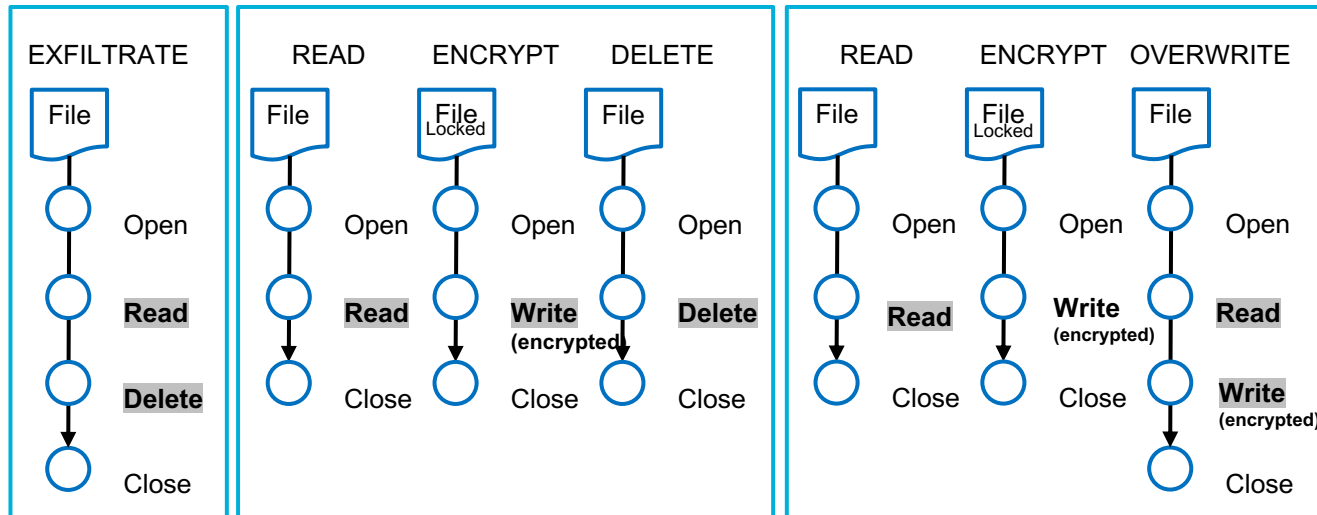 EXFILTRATE
File
Open
Read
Delete
Close
READ ENCRYPT DELETE
File File File
Locked
Open Open Open
Read Write Delete
(encrypted)
Close Close Close
READ ENCRYPT OVERWRITE
File File File
Locked
Open Open Open
Read Write Read
(encrypted)
Close Close Write
(encrypted)
Close